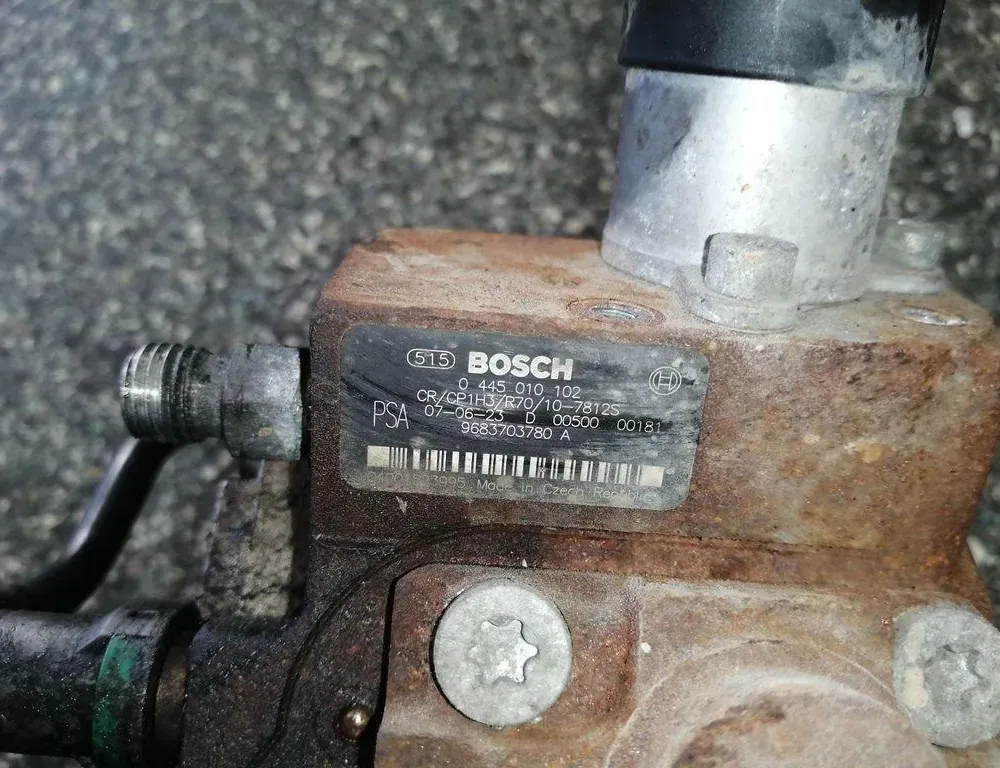 515 BOSCH
0 445 010 102
CR/CP1H3/R70/10-7812S
PSA 07-06-23 D 00500 00181
9683703780 A
Made in Czech Republic